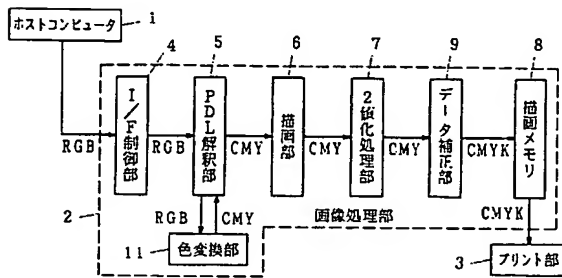 ホストコンピュータ
1
4
5
6
7
9
8
I/F制御部
PDL解釈部
描画部
2値化処理部
データ補正部
描画メモリ
RGB
RGB
CMY
CMY
CMY
CMYK
RGB
CMY
画像処理部
CMYK
2
11
色変換部
3
プリント部